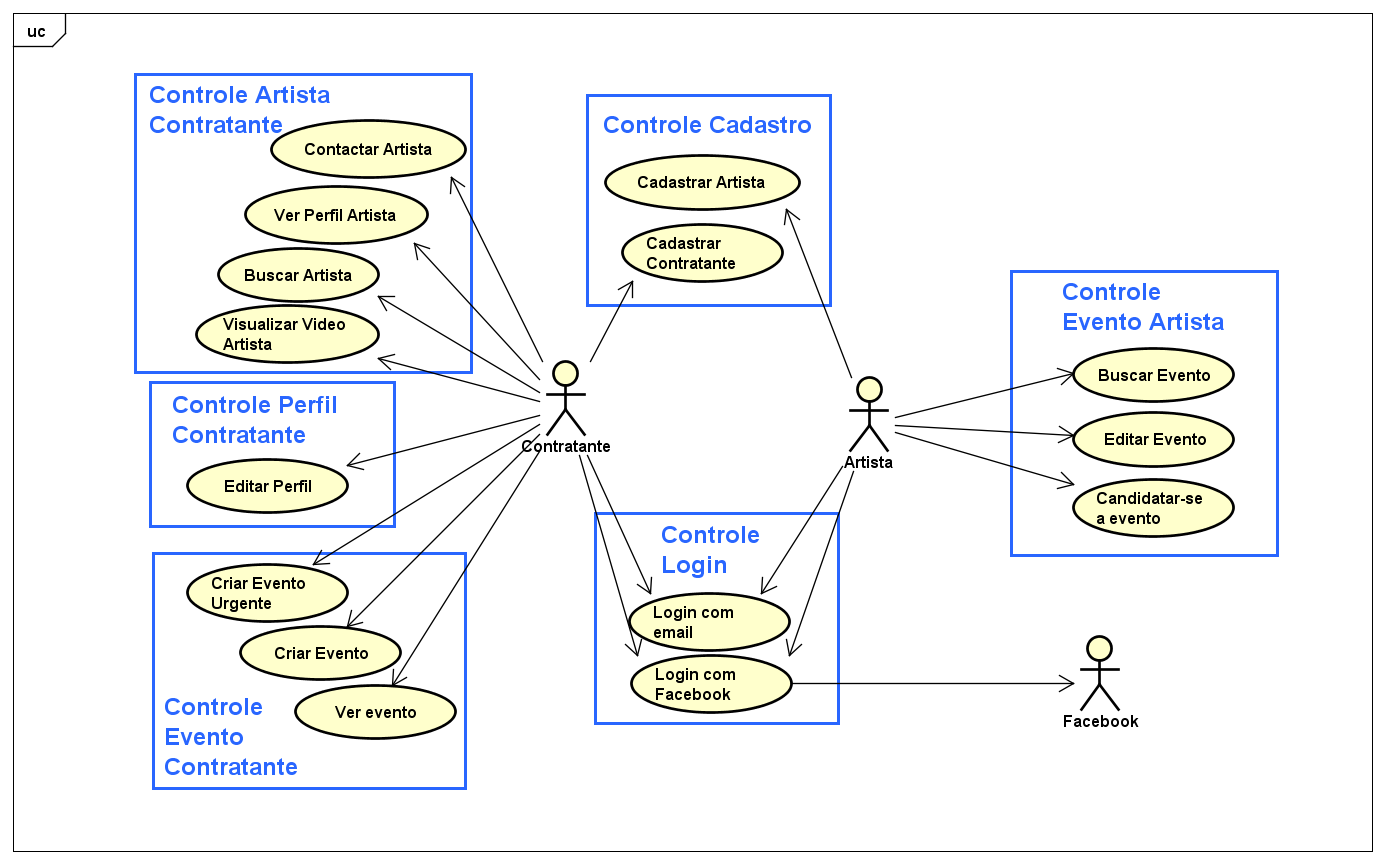 uc
Controle Artista
Contratante
Contactar Artista
Ver Perfil Artista
Buscar Artista
Visualizar Video
Artista
Controle Perfil
Contratante
Editar Perfil
Criar Evento
Urgente
Criar Evento
Ver evento
Controle
Evento
Contratante
Controle Cadastro
Cadastrar Artista
Cadastrar
Contratante
Contratante
Artista
Controle
Login
Login com
email
Login com
Facebook
Controle
Evento Artista
Buscar Evento
Editar Evento
Candidatar-se
a evento
Facebook